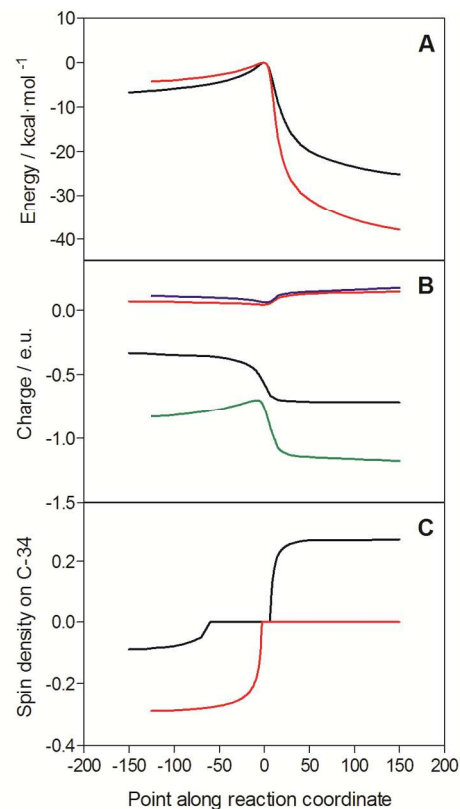 10
A
0
-10
-20
-30
-40
Energy / kcal·mol -1
B
0.0
-0.5
-1.0
-1.5
Charge / e.u.
C
0.2
0.0
-0.2
-0.4
Spin density on C-34
-200 -150 -100 -50 0 50 100 150 200
Point along reaction coordinate